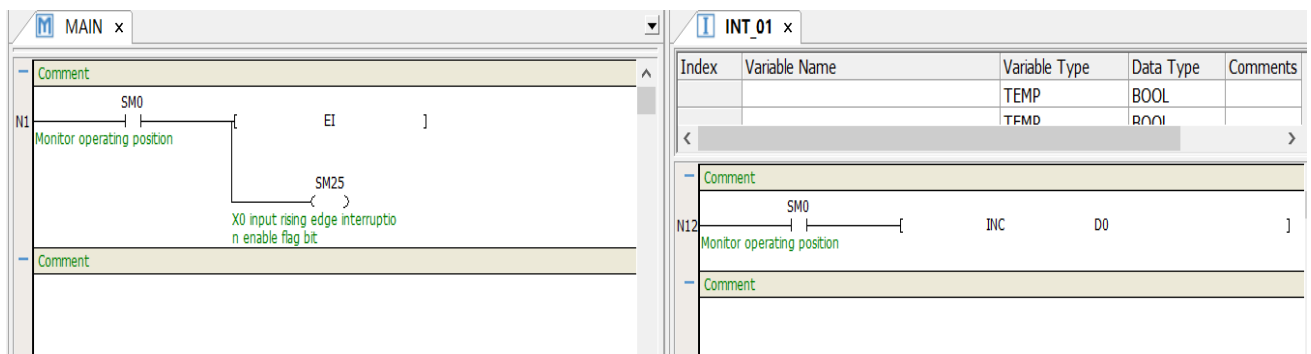 MAIN x
Comment
SM0
N1
[ EI ]
Monitor operating position
SM25
X0 input rising edge interruptio
n enable flag bit
Comment
I INT_01 x
Index Variable Name Variable Type Data Type Comments
TEMP BOOL
TEMP BOOL
Comment
SM0
N12 [ INC D0 ]
Monitor operating position
Comment